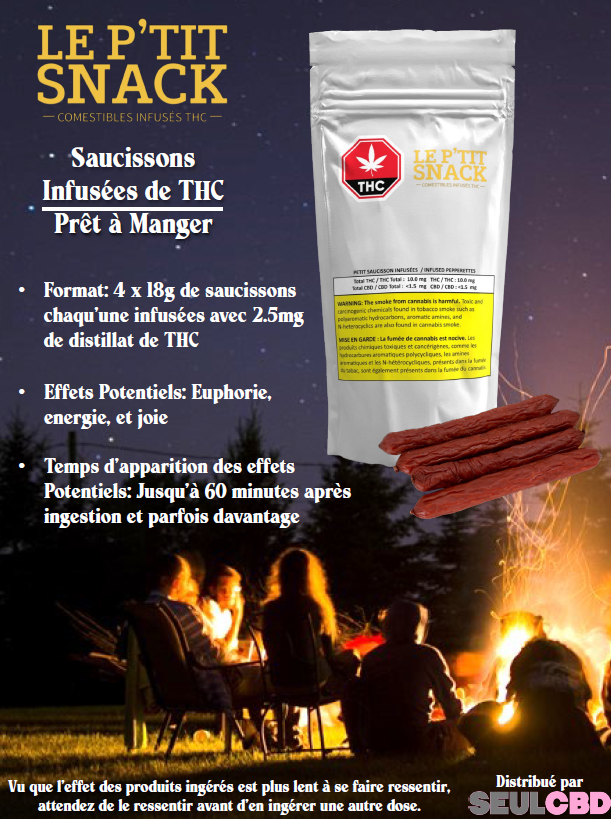 LE P'TIT
SNACK
COMESTIBLES INFUSÉS THC
Saucissons
Infusées de THC
Prêt à Manger
• Format: 4 x 18g de saucissons
chaqu'une infusées avec 2.5mg
de distillat de THC
• Effets Potentiels: Euphorie,
energie, et joie
• Temps d'apparition des effets
Potentiels: Jusqu'à 60 minutes après
ingestion et parfois davantage
THC
LE P'TIT
SNACK
COMESTIBLES INFUSÉS THC
PETIT SAUCISSON INFUSÉES / INFUSED PEPPERETTES
Total THC / THC Total : 10.0 mg THC / THC : 10.0 mg
Total CBD / CBD Total : <1.5 mg CBD / CBD : <1.5 mg
WARNING: The smoke from cannabis is harmful. Toxic and
carcinogenic chemicals found in tobacco smoke such as
polyaromatic hydrocarbons, aromatic amines, and
N-heterocyclics are also found in cannabis smoke.
MISE EN GARDE : La fumée de cannabis est nocive. Les
produits chimiques toxiques et cancérigènes, comme les
hydrocarbures aromatiques polycycliques, les amines
aromatiques et les N-hétérocycliques, présents dans la fumée
de tabac, sont également présents dans la fumée du cannabis
Vu que l'effet des produits ingérés est plus lent à se faire ressentir,
attendez de le ressentir avant d'en ingérer une autre dose.
Distribué par
SEULCBD